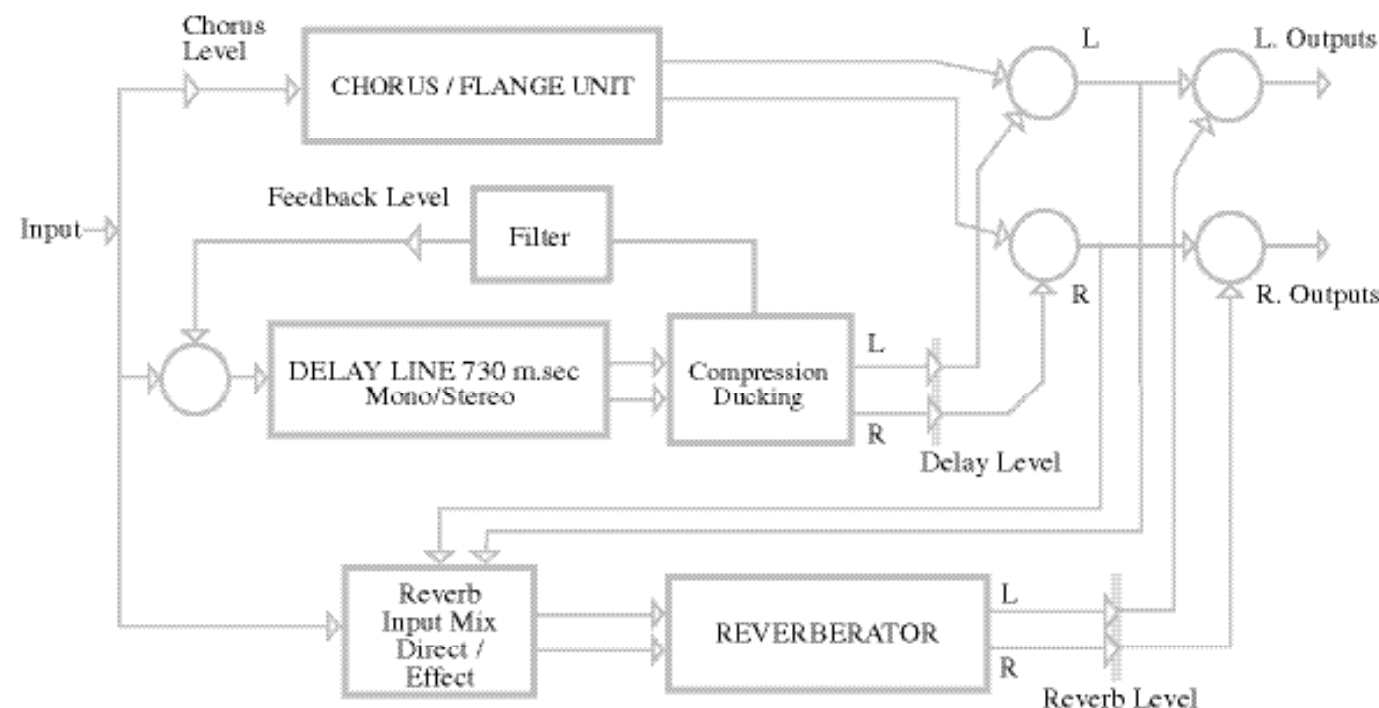 Chorus
Level
CHORUS / FLANGE UNIT
L
L. Outputs
Feedback Level
Filter
Input
R
R. Outputs
DELAY LINE 730 m.sec
Mono/Stereo
Compression
Ducking
L
R
Delay Level
Reverb
Input Mix
Direct /
Effect
REVERBERATOR
L
R
Reverb Level